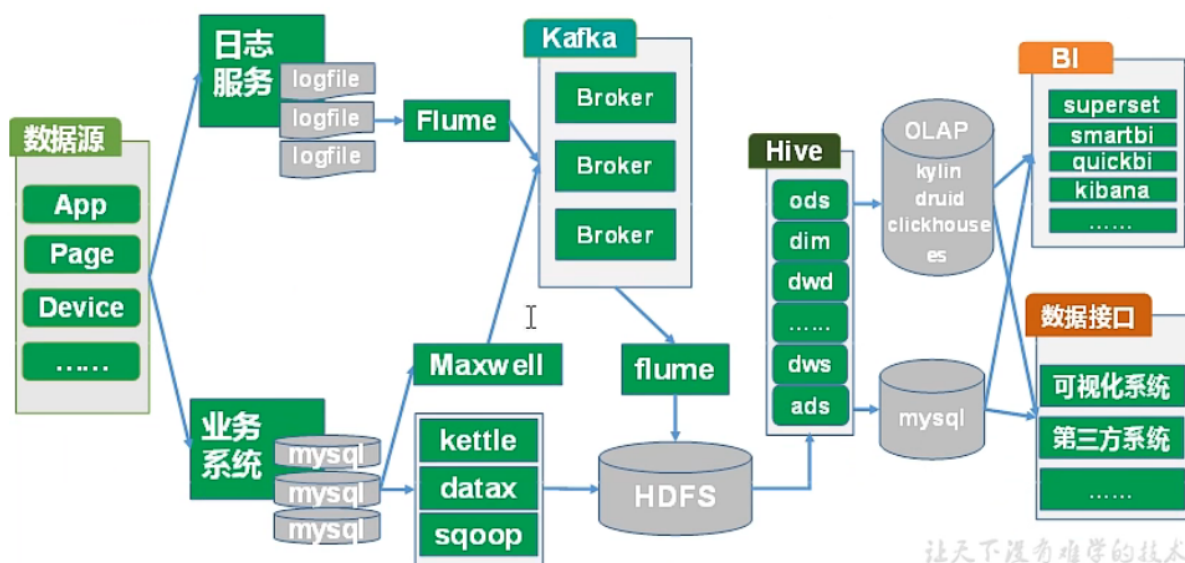 数据源
App
Page
Device
……
日志
服务
logfile
logfile
logfile
Flume
业务
系统
mysql
mysql
mysql
Maxwell
kettle
datax
sqoop
Kafka
Broker
Broker
Broker
flume
HDFS
Hive
ods
dim
dwd
……
dws
ads
OLAP
kylin
druid
clickhouse
es
mysql
BI
superset
smartbi
quickbi
kibana
……
数据接口
可视化系统
第三方系统
……
让天下没有难学的技术